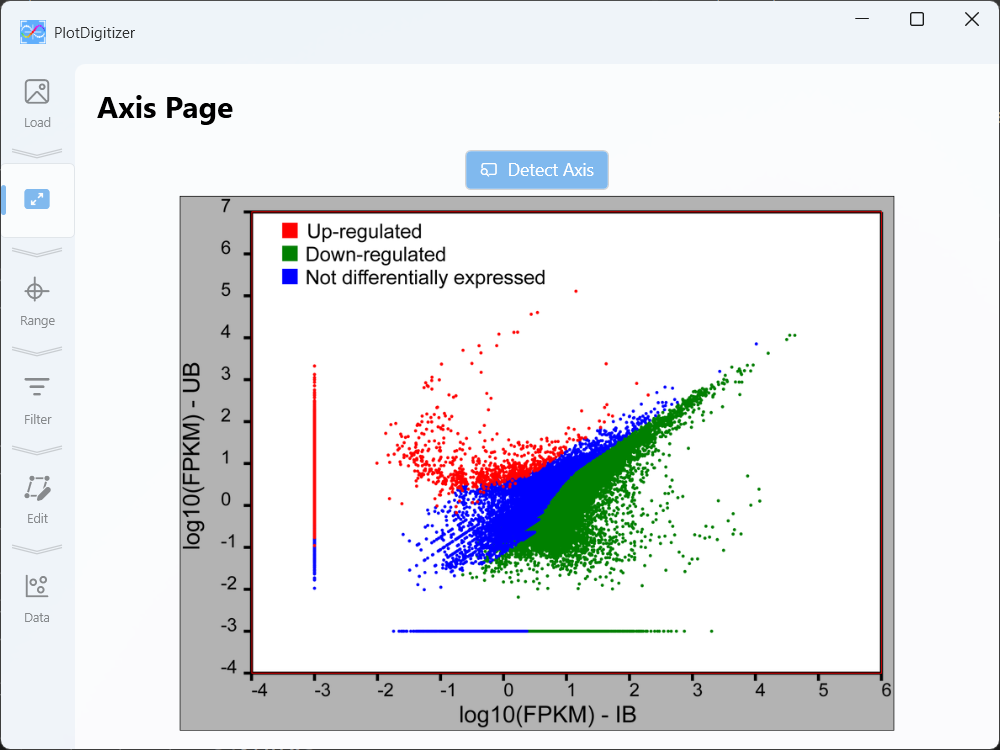 PlotDigitizer
Axis Page
Load
Detect Axis
Range
Filter
Edit
Data
7
6
5
4
3
2
1
0
-1
-2
-3
-4
log10(FPKM) - UB
Up-regulated
Down-regulated
Not differentially expressed
-4 -3 -2 -1 0 1 2 3 4 5 6
log10(FPKM) - IB